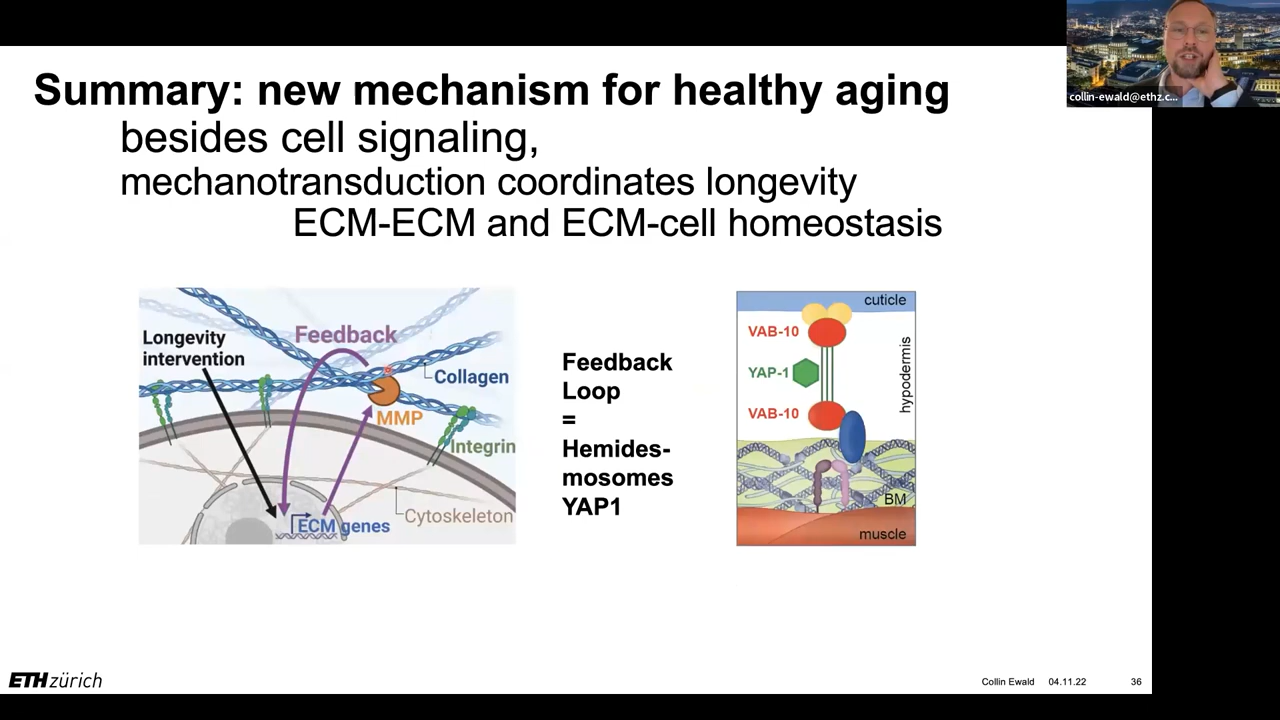 Summary: new mechanism for healthy aging
besides cell signaling,
mechanotransduction coordinates longevity
ECM-ECM and ECM-cell homeostasis
collin-ewald@ethz.c...
Longevity
intervention
Feedback
Collagen
MMP
Integrin
Cytoskeleton
ECM genes
Feedback
Loop
=
Hemides-
mosomes
YAP1
cuticle
VAB-10
YAP-1
VAB-10
hypodermis
BM
muscle
ETH zürich
Collin Ewald 04.11.22 36